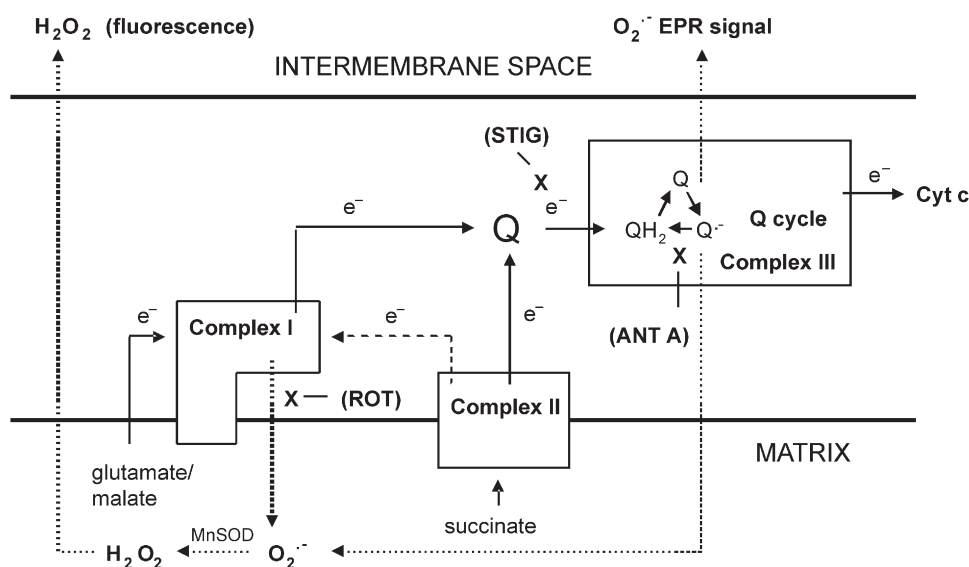 H2O2 (fluorescence)
O2·- EPR signal
INTERMEMBRANE SPACE
(STIG)
X
e–
Q
e–
Q
QH2
Q·-
Q cycle
X
Complex III
e–
Cyt c
(ANT A)
e–
Complex I
e–
e–
X
(ROT)
Complex II
MATRIX
glutamate/
malate
succinate
MnSOD
H2O2
O2·-